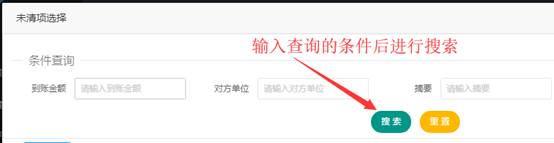 未清项选择
输入查询的条件后进行搜索
条件查询
到账金额 请输入到账金额 对方单位 请输入对方单位 摘要 请输入摘要
搜 索 重 置